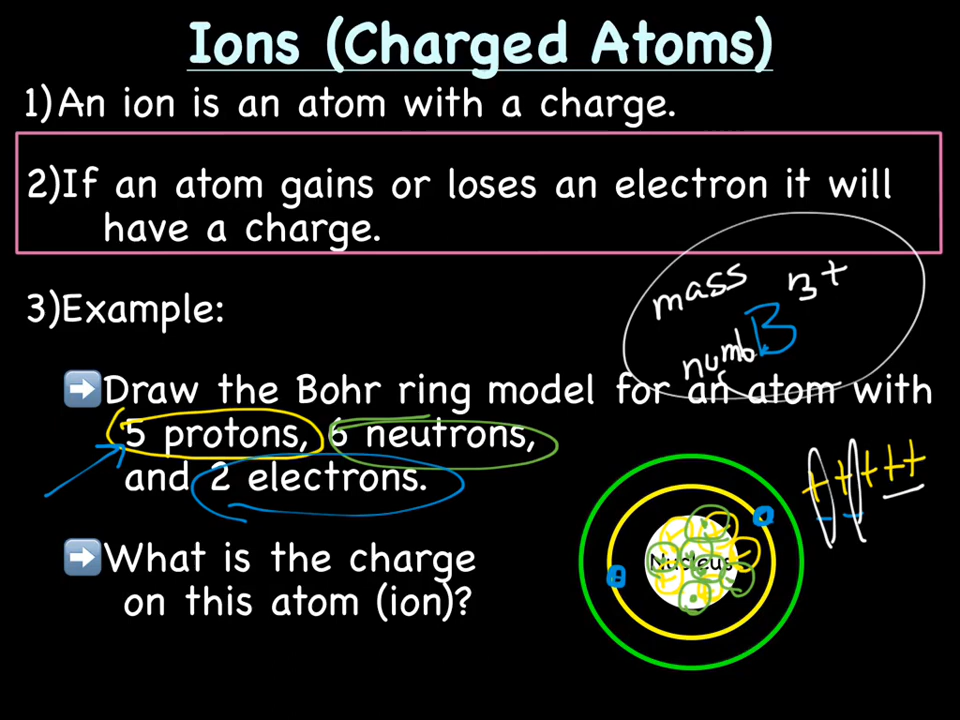 Ions (Charged Atoms)
1)An ion is an atom with a charge.
2)If an atom gains or loses an electron it will
have a charge.
mass
3+
3)Example:
B
numb
➡Draw the Bohr ring model for an atom with
5 protons, 6 neutrons,
and 2 electrons.
+ + + + +
- -
Nucleus
➡What is the charge
on this atom (ion)?